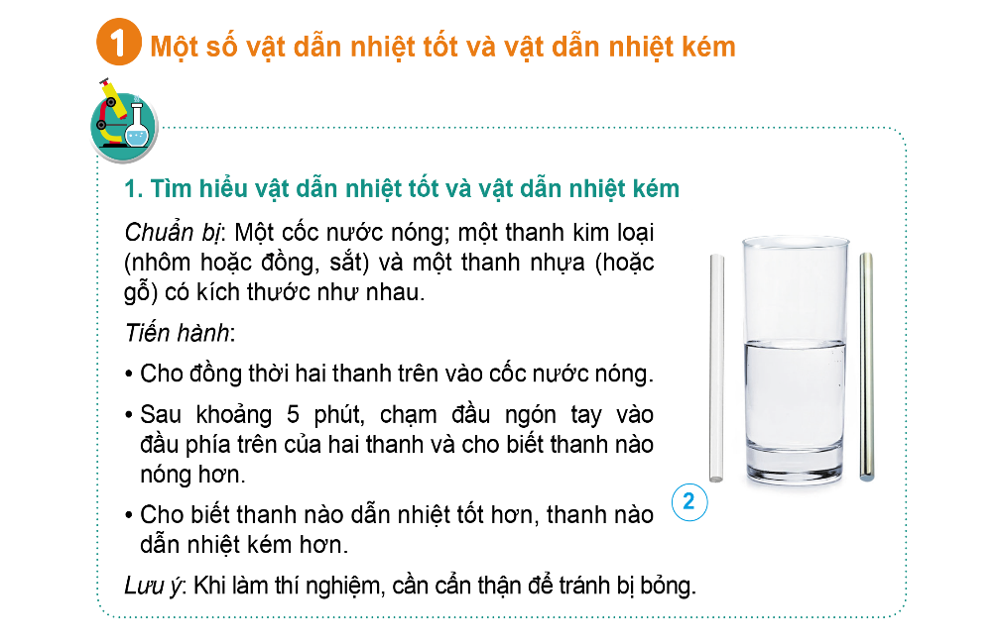 1 Một số vật dẫn nhiệt tốt và vật dẫn nhiệt kém
1. Tìm hiểu vật dẫn nhiệt tốt và vật dẫn nhiệt kém
Chuẩn bị: Một cốc nước nóng; một thanh kim loại
(nhôm hoặc đồng, sắt) và một thanh nhựa (hoặc
gỗ) có kích thước như nhau.
Tiến hành:
• Cho đồng thời hai thanh trên vào cốc nước nóng.
• Sau khoảng 5 phút, chạm đầu ngón tay vào
đầu phía trên của hai thanh và cho biết thanh nào
nóng hơn.
• Cho biết thanh nào dẫn nhiệt tốt hơn, thanh nào
dẫn nhiệt kém hơn.
Lưu ý: Khi làm thí nghiệm, cần cẩn thận để tránh bị bỏng.
2